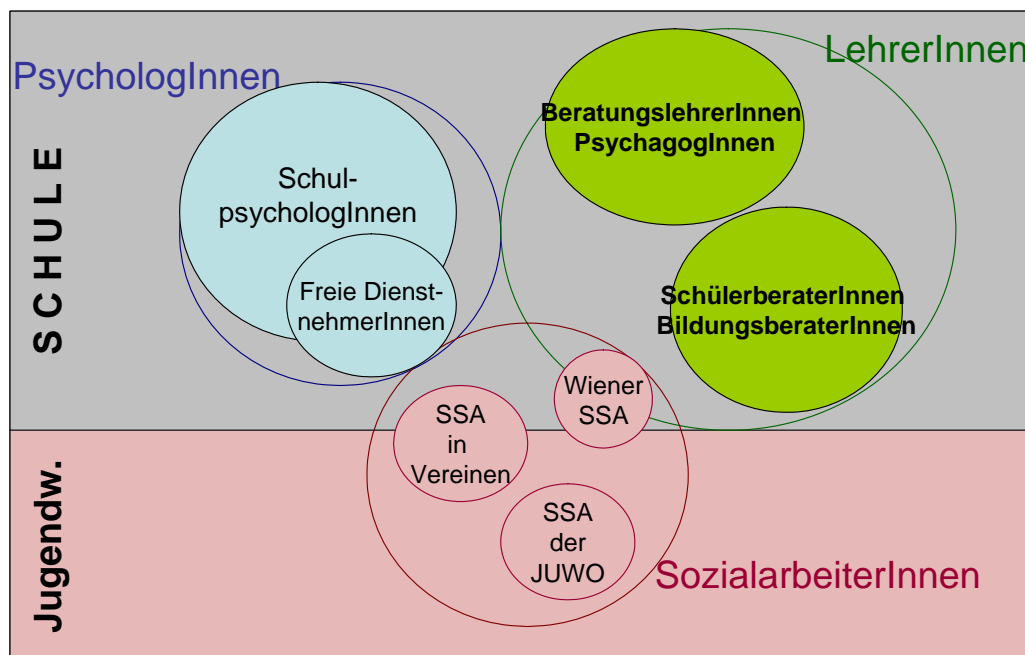 PsychologInnen
LehrerInnen
BeratungslehrerInnen
PsychagogInnen
S C H U L E
Schul-
psychologInnen
Freie Dienst-
nehmerInnen
SchülerberaterInnen
BildungsberaterInnen
Wiener
SSA
SSA
in
Vereinen
Jugendw.
SSA
der
JUWO
SozialarbeiterInnen